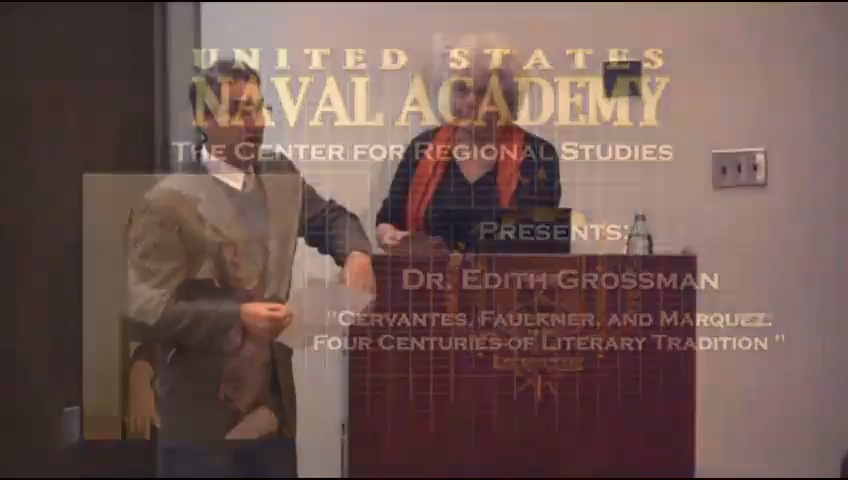 UNITED STATES
NAVAL ACADEMY
THE CENTER FOR REGIONAL STUDIES
PRESENTS:
DR. EDITH GROSSMAN
"CERVANTES, FAULKNER, AND MARQUEZ:
FOUR CENTURIES OF LITERARY TRADITION "